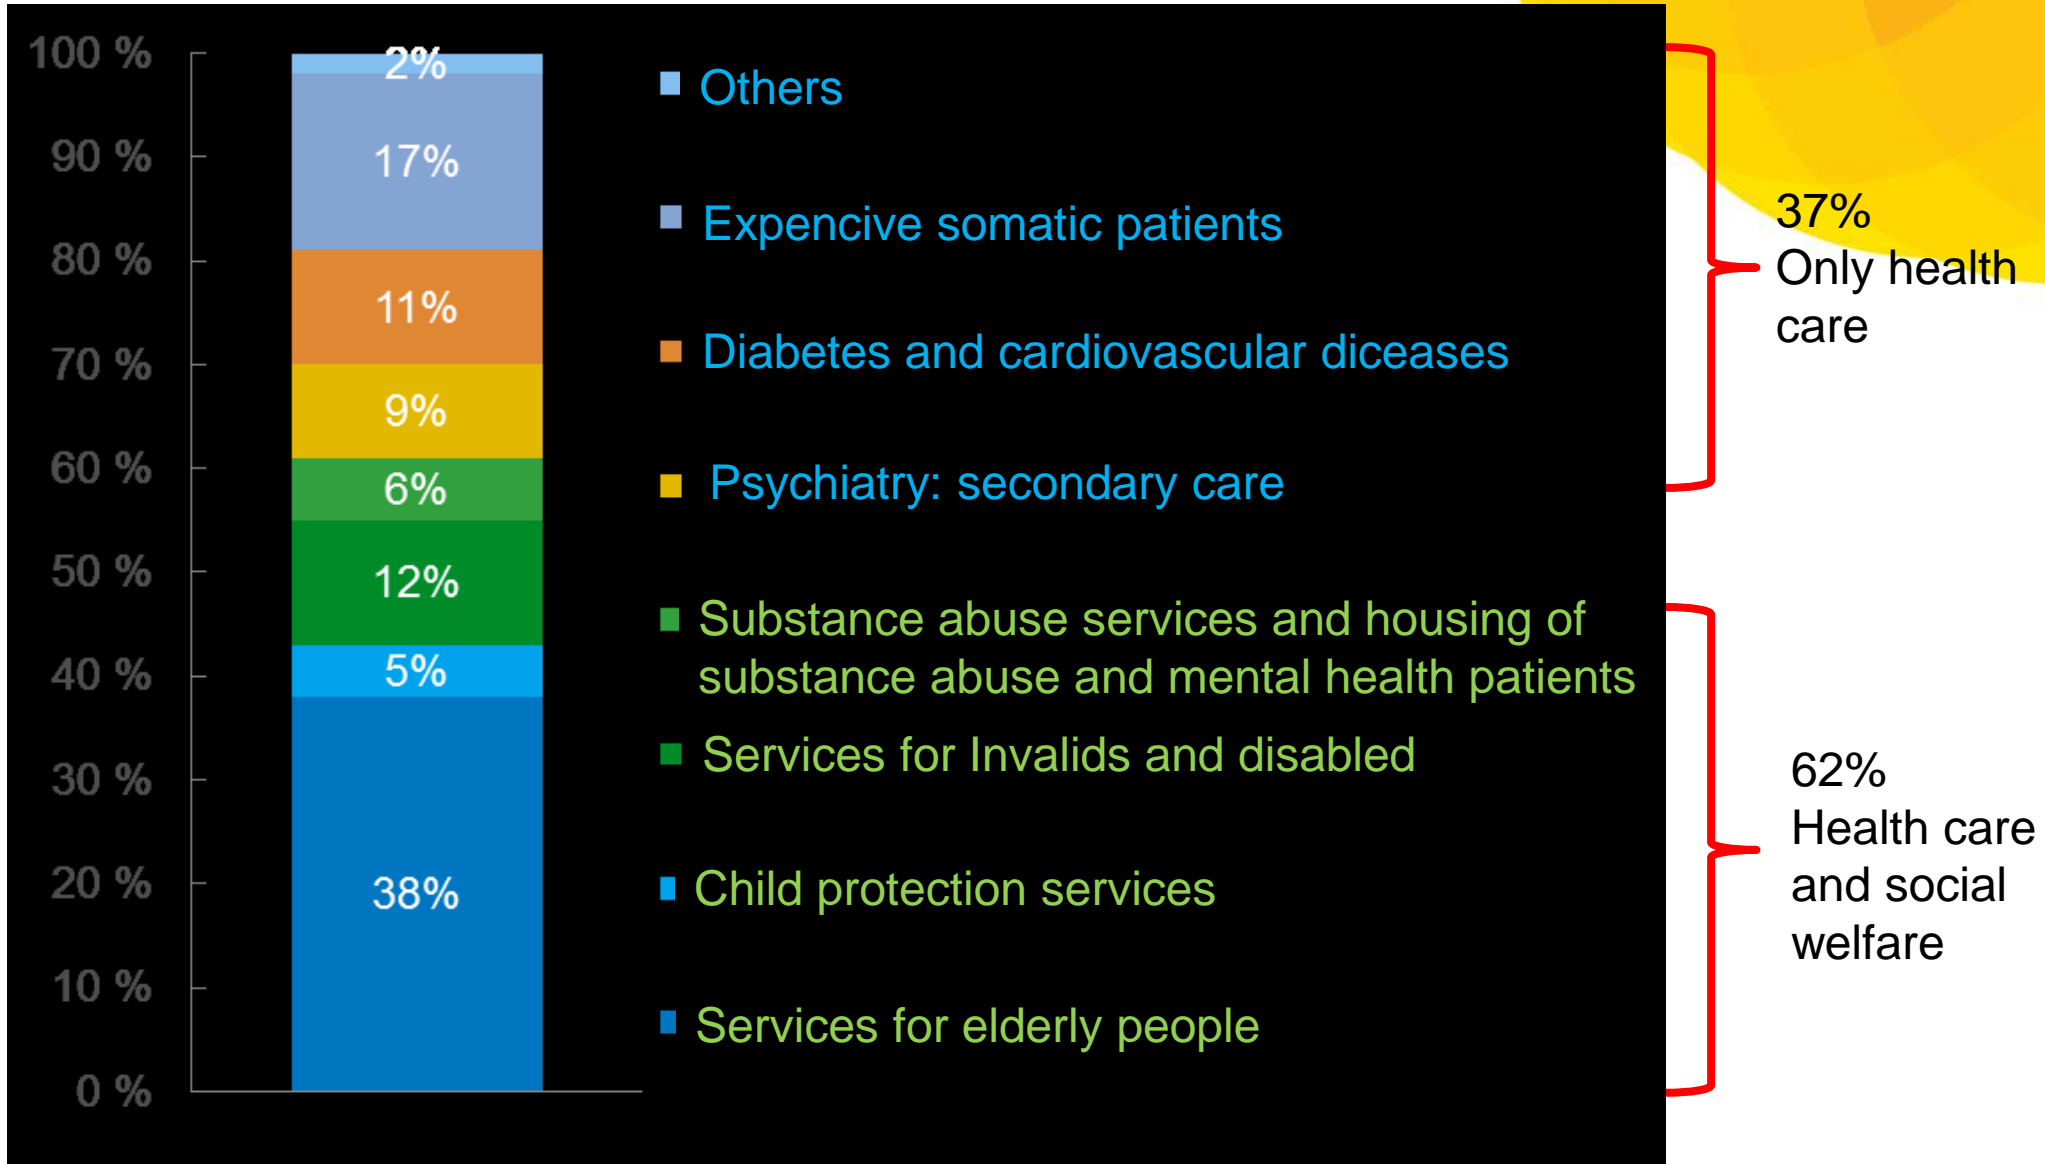 100 %
90 %
80 %
70 %
60 %
50 %
40 %
30 %
20 %
10 %
0 %
2%
17%
11%
9%
6%
12%
5%
38%
Others
Expencive somatic patients
Diabetes and cardiovascular diceases
Psychiatry: secondary care
Substance abuse services and housing of
substance abuse and mental health patients
Services for Invalids and disabled
Child protection services
Services for elderly people
37%
Only health
care
62%
Health care
and social
welfare